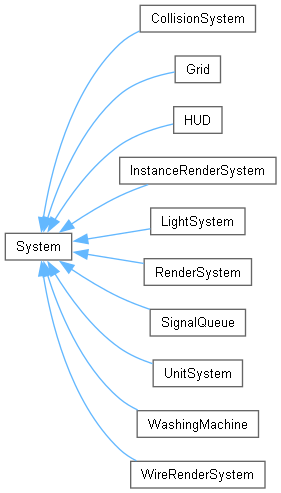 CollisionSystem
Grid
HUD
InstanceRenderSystem
LightSystem
System
RenderSystem
SignalQueue
UnitSystem
WashingMachine
WireRenderSystem